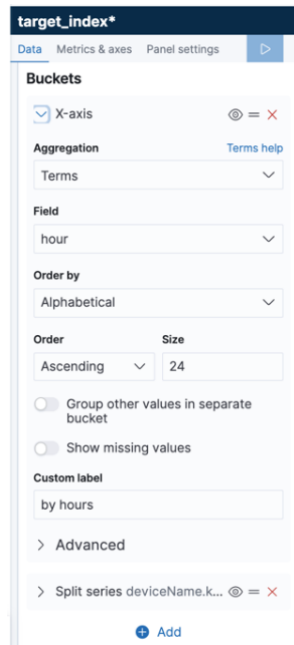 target_index*
Data Metrics & axes Panel settings
Buckets
X-axis
Aggregation Terms help
Terms
Field
hour
Order by
Alphabetical
Order Size
Ascending 24
Group other values in separate
bucket
Show missing values
Custom label
by hours
Advanced
Split series deviceName.k...
Add